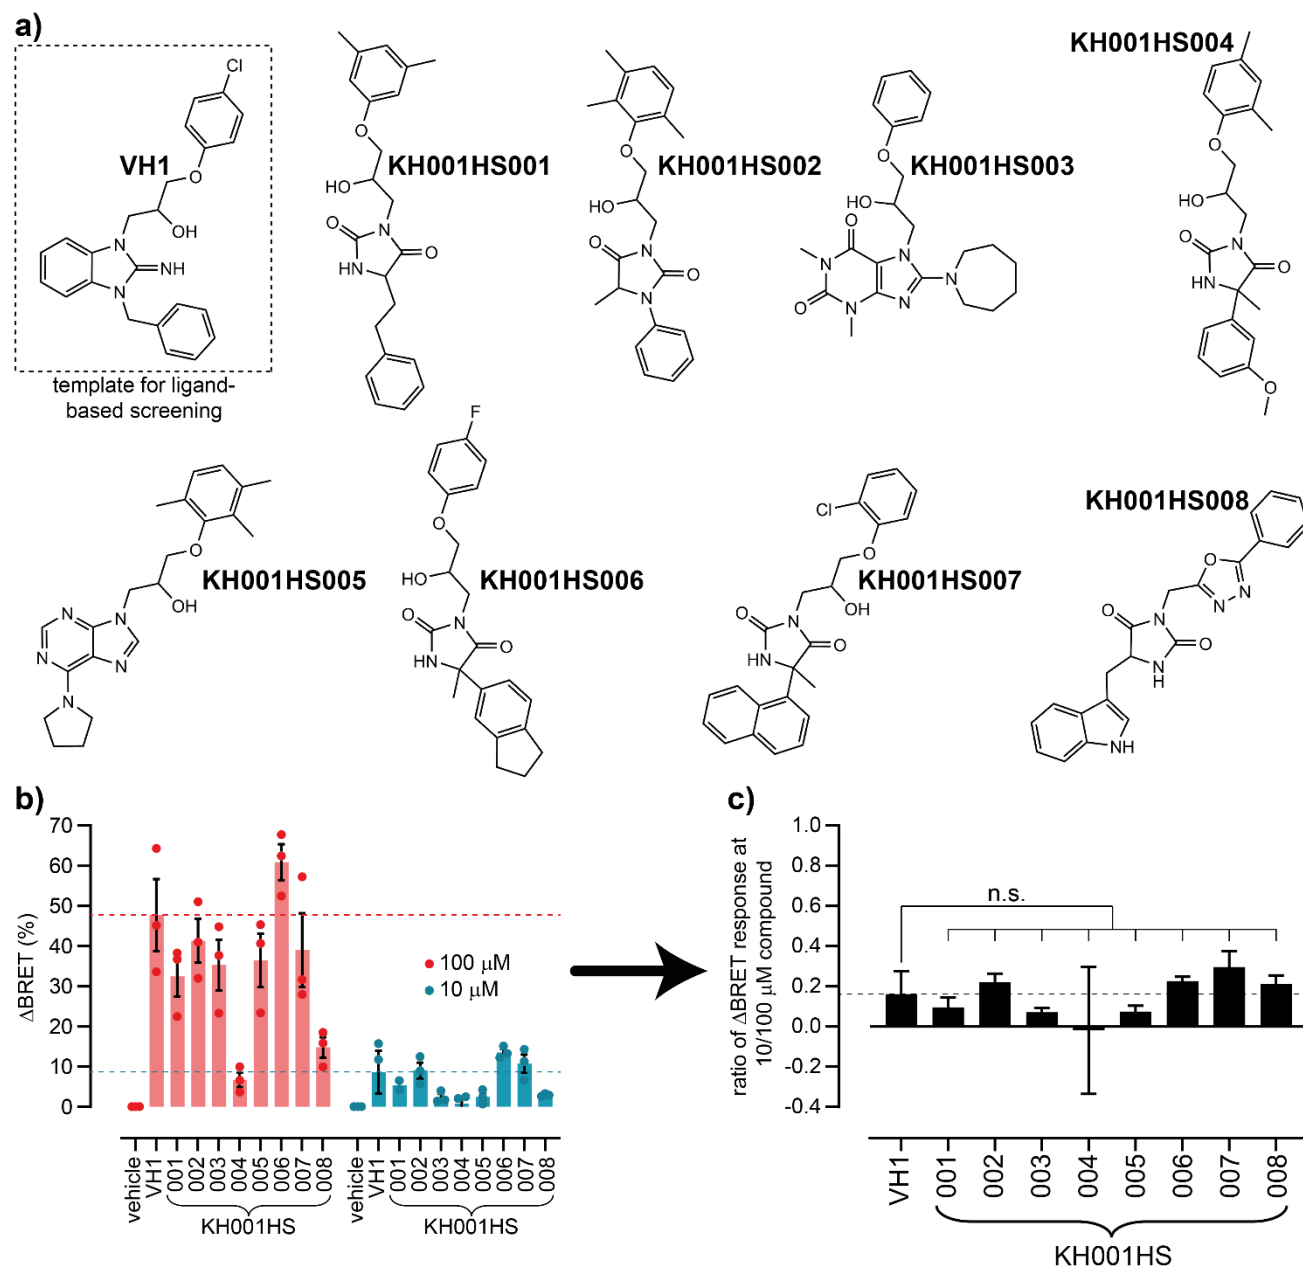 a)
VH1
Cl
O
OH
N
NH
N
template for ligand-
based screening
KH001HS001
O
HO
O
N
HN
O
KH001HS002
O
HO
O
N
O
N
KH001HS003
O
HO
O
N
N
N
O
N
N
KH001HS004
O
HO
O
N
HN
O
O
KH001HS005
O
OH
N
N
N
N
N
KH001HS006
F
O
HO
O
N
HN
O
KH001HS007
Cl
O
OH
O
N
HN
O
KH001HS008
O
N
N
O
N
O
N
H
NH
b)
ΔBRET (%)
70
60
50
40
30
20
10
0
100 μM
10 μM
vehicle
VH1
001
002
003
004
005
006
007
008
KH001HS
vehicle
VH1
001
002
003
004
005
006
007
008
KH001HS
c)
ratio of ΔBRET response at
10/100 μM compound
1.0
0.8
0.6
0.4
0.2
0.0
-0.2
-0.4
n.s.
VH1
001
002
003
004
005
006
007
008
KH001HS